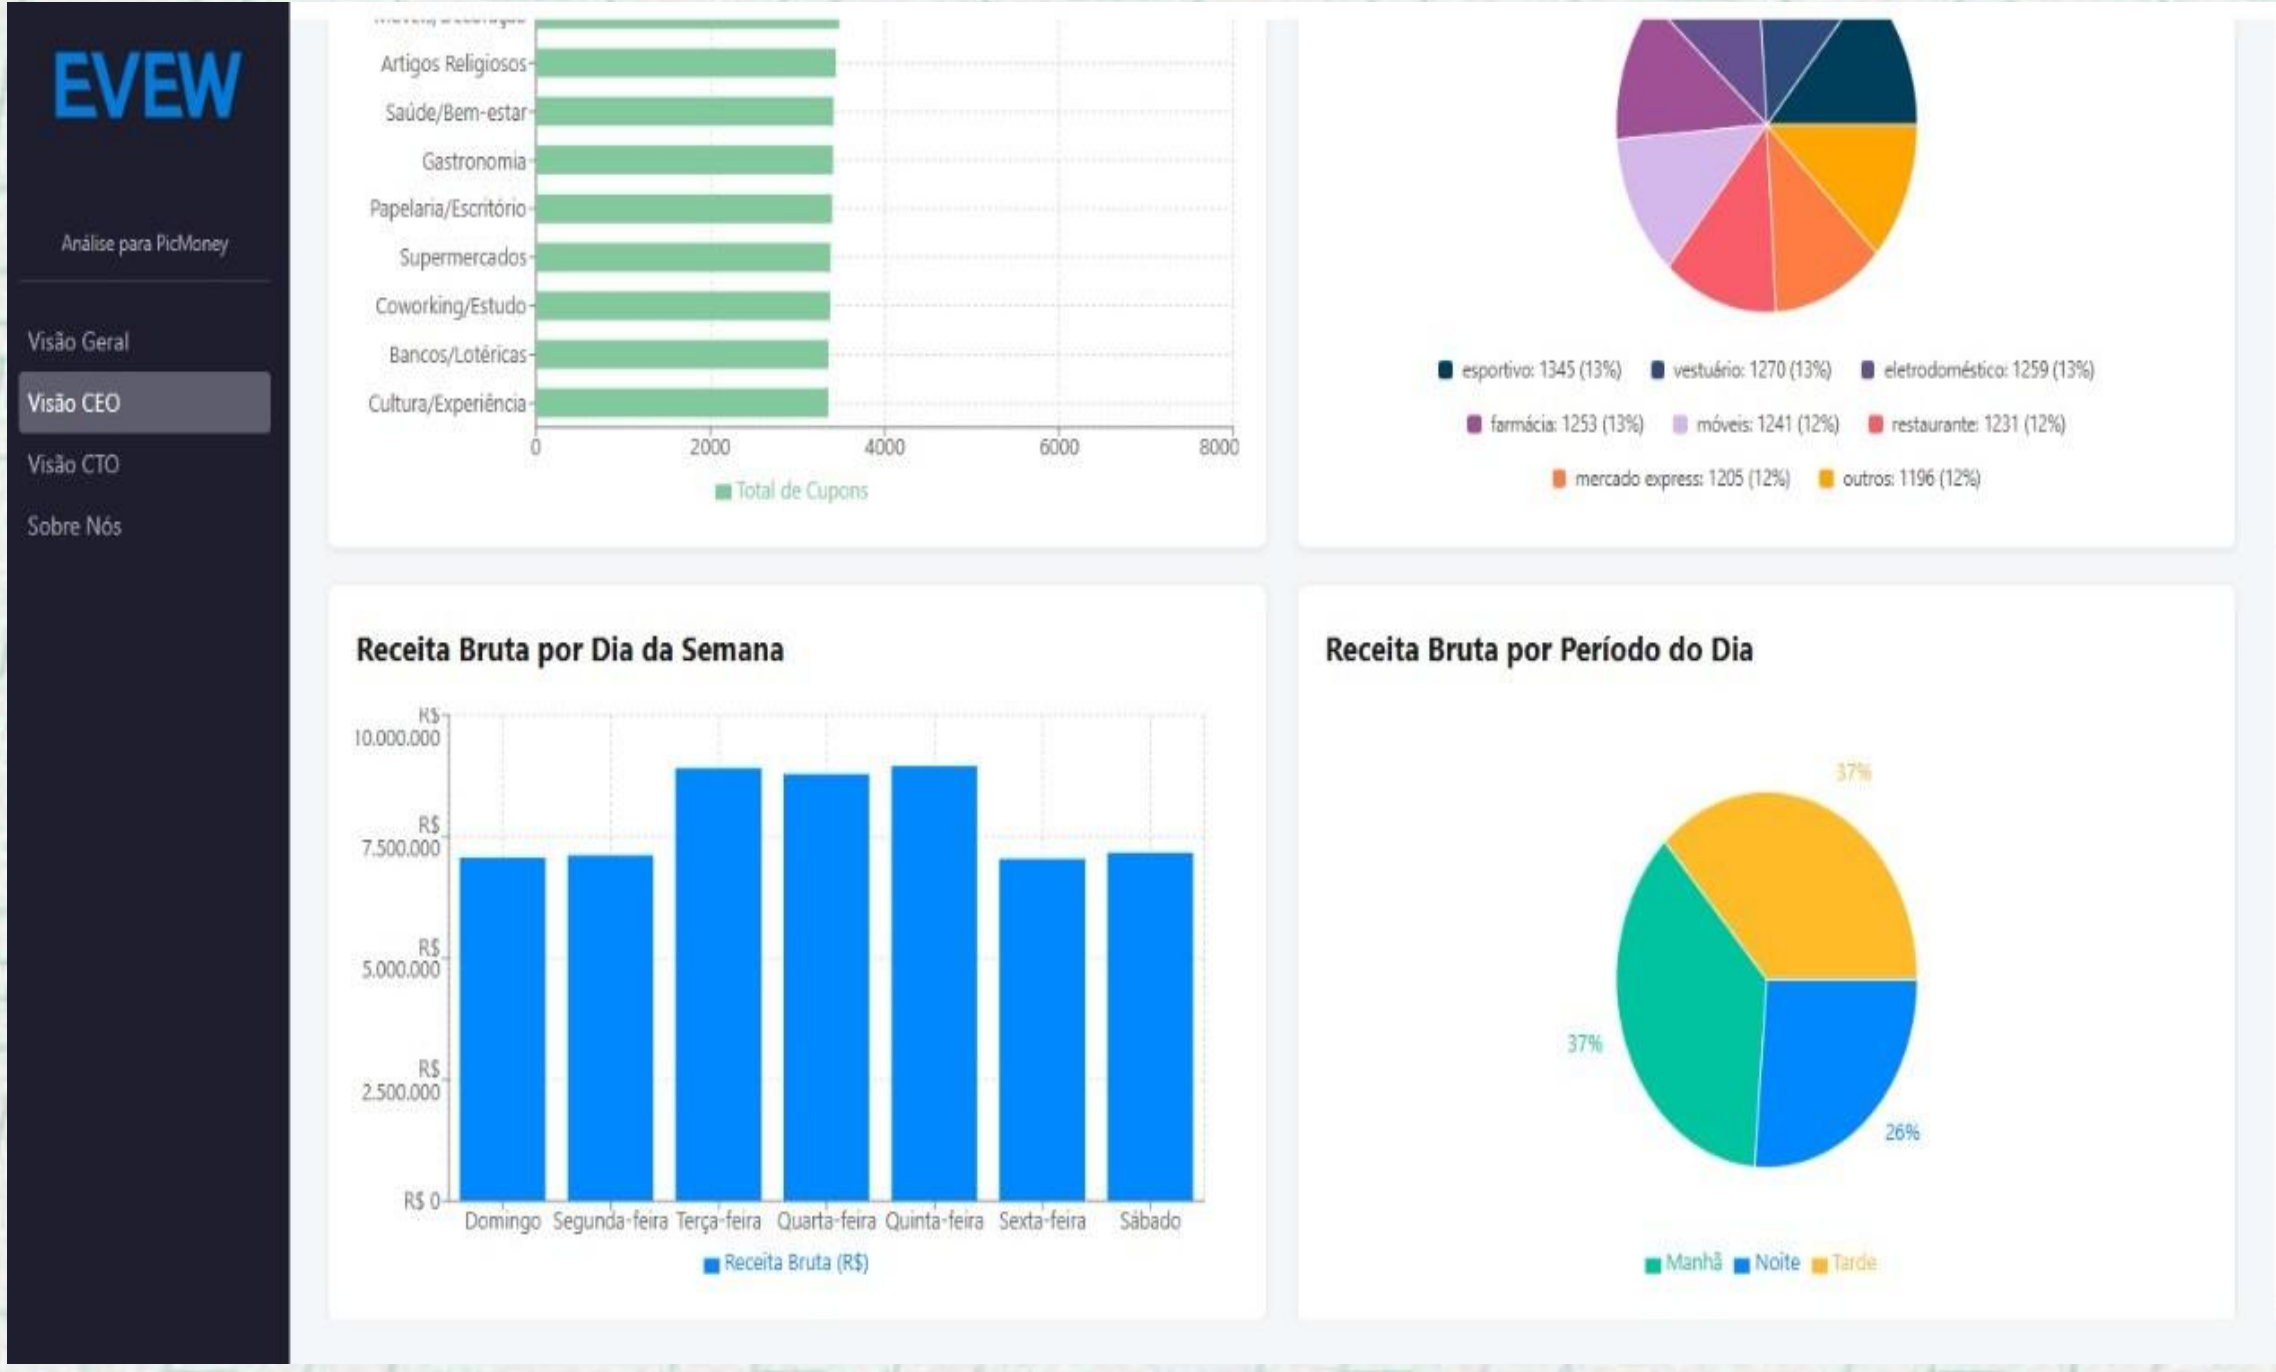 EVEW
Análise para PicMoney
Visão Geral
Visão CEO
Visão CTO
Sobre Nós
Artigos Religiosos
Saúde/Bem-estar
Gastronomia
Papelaria/Escritório
Supermercados
Coworking/Estudo
Bancos/Lotéricas
Cultura/Experiência
0 2000 4000 6000 8000
Total de Cupons
esportivo: 1345 (13%) vestuário: 1270 (13%) eletrodoméstico: 1259 (13%)
farmácia: 1253 (13%) móveis: 1241 (12%) restaurante: 1231 (12%)
mercado express: 1205 (12%) outros: 1196 (12%)
Receita Bruta por Dia da Semana
R$
10.000.000
R$
7.500.000
R$
5.000.000
R$
2.500.000
R$ 0
Domingo Segunda-feira Terça-feira Quarta-feira Quinta-feira Sexta-feira Sábado
Receita Bruta (R$)
Receita Bruta por Período do Dia
37%
37%
26%
Manhã Noite Tarde